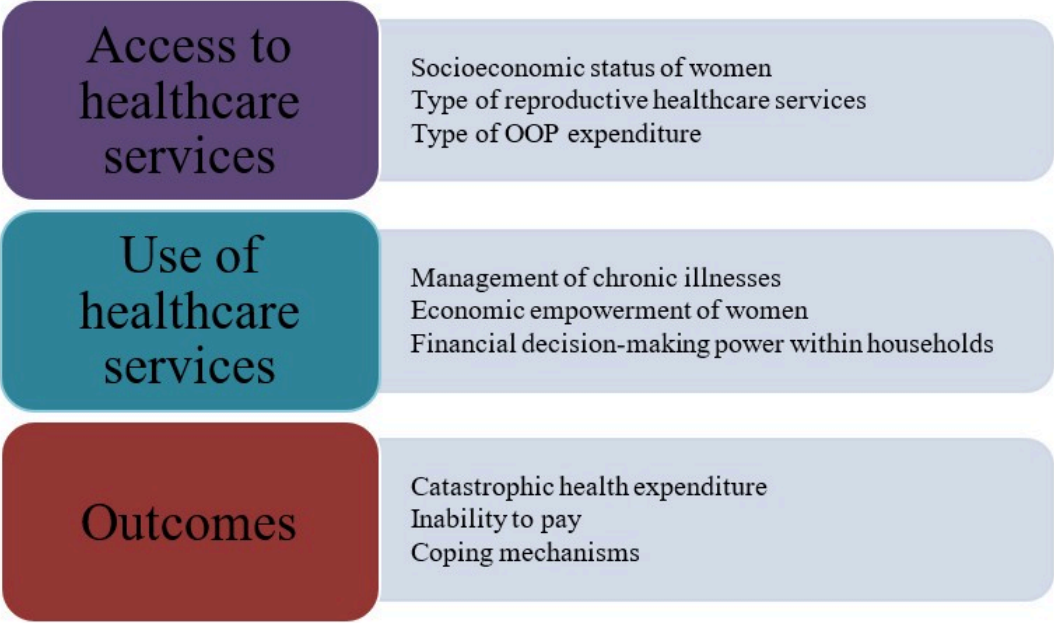 Access to
healthcare
services
Socioeconomic status of women
Type of reproductive healthcare services
Type of OOP expenditure
Use of
healthcare
services
Management of chronic illnesses
Economic empowerment of women
Financial decision-making power within households
Outcomes
Catastrophic health expenditure
Inability to pay
Coping mechanisms